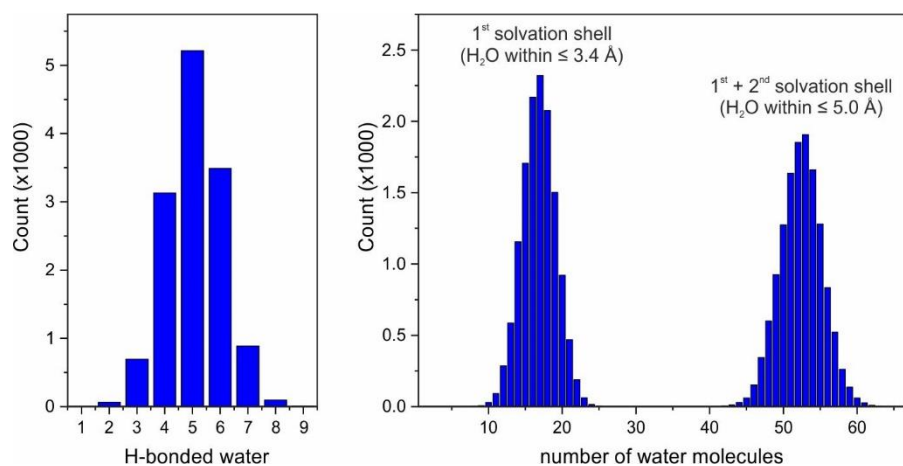 5
4
3
2
1
0
Count (x1000)
1 2 3 4 5 6 7 8 9
H-bonded water
2.5
2.0
1.5
1.0
0.5
0.0
Count (x1000)
1st solvation shell
(H2O within ≤ 3.4 Å)
1st + 2nd solvation shell
(H2O within ≤ 5.0 Å)
10 20 30 40 50 60
number of water molecules